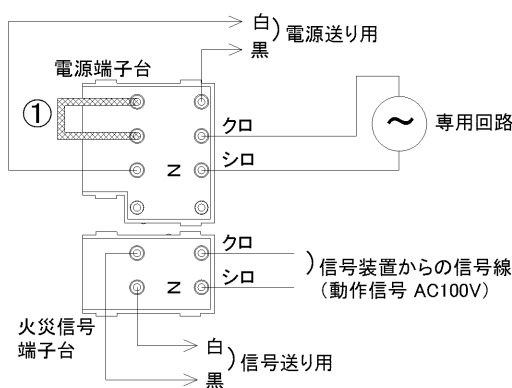 白
黒
電源送り用
電源端子台
①
クロ
～
専用回路
N
シロ
クロ
信号装置からの信号線
（動作信号 AC100V）
N
シロ
火災信号
端子台
白
黒
信号送り用